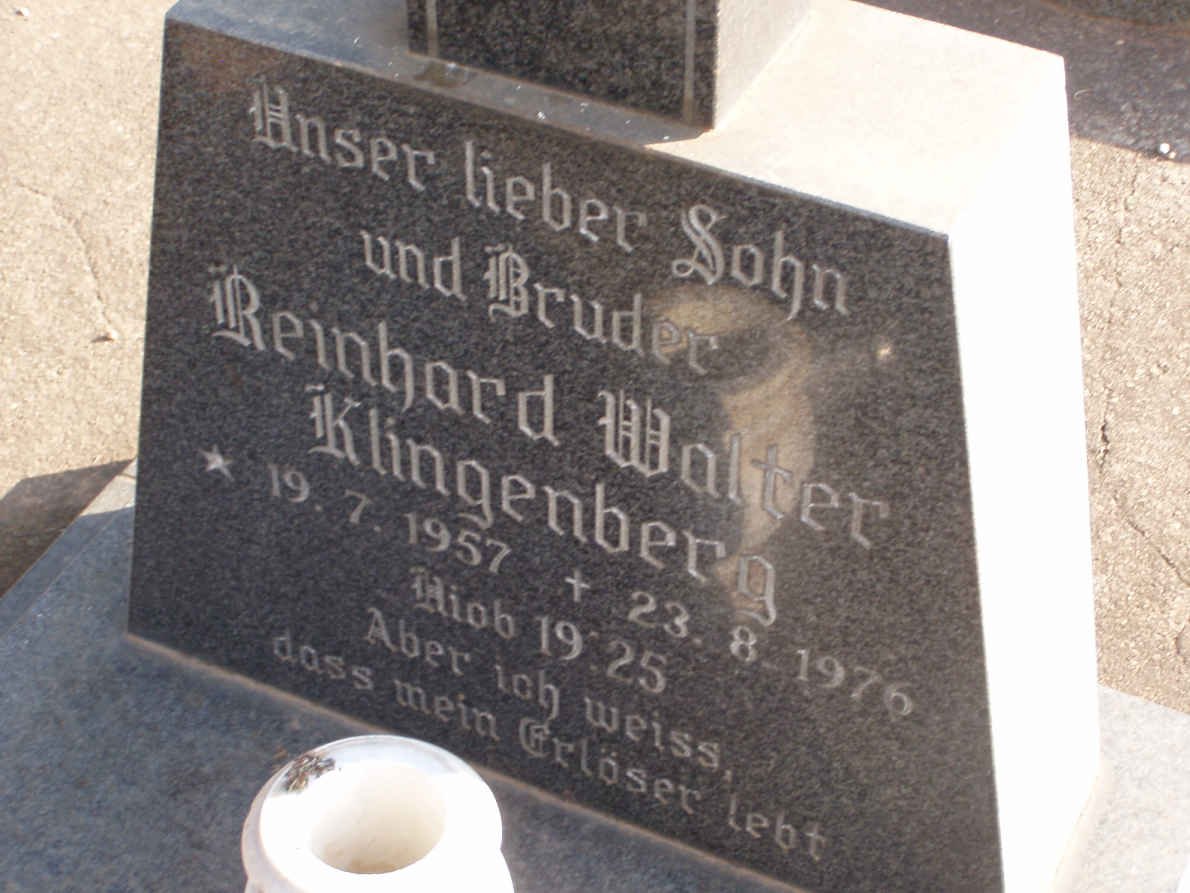 Unser lieber Sohn
und Bruder
Reinhard Walter
Klingenberg
★ 19. 7. 1957 † 23. 8. 1976
Hiob 19:25
Aber ich weiss,
dass mein Erlöser lebt